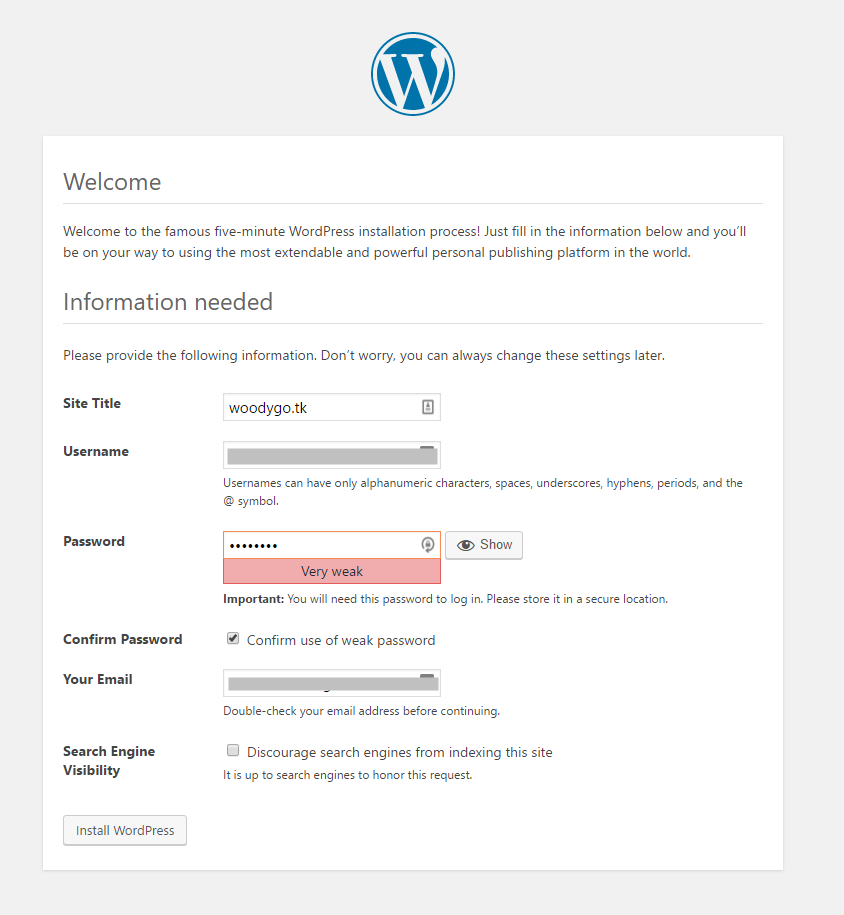 Welcome
Welcome to the famous five-minute WordPress installation process! Just fill in the information below and you’ll
be on your way to using the most extendable and powerful personal publishing platform in the world.
Information needed
Please provide the following information. Don’t worry, you can always change these settings later.
Site Title
woodygo.tk
Username
Usernames can have only alphanumeric characters, spaces, underscores, hyphens, periods, and the
@ symbol.
Password
••••••••
Show
Very weak
Important: You will need this password to log in. Please store it in a secure location.
Confirm Password
Confirm use of weak password
Your Email
Double-check your email address before continuing.
Search Engine
Visibility
Discourage search engines from indexing this site
It is up to search engines to honor this request.
Install WordPress